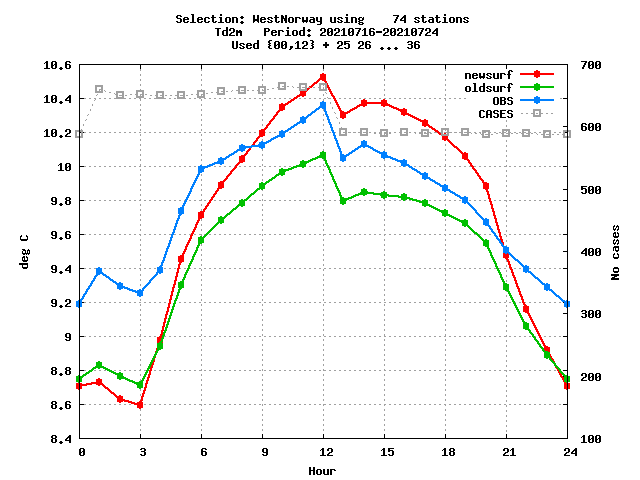 Selection: WestNorway using    74 stations
Td2m   Period: 20210716-20210724
Used {00,12} + 25 26 ... 36
10.6
10.4
10.2
10
9.8
9.6
9.4
9.2
9
8.8
8.6
8.4
deg C
700
600
500
400
300
200
100
No cases
newsurf
oldsurf
OBS
CASES
0 3 6 9 12 15 18 21 24
Hour